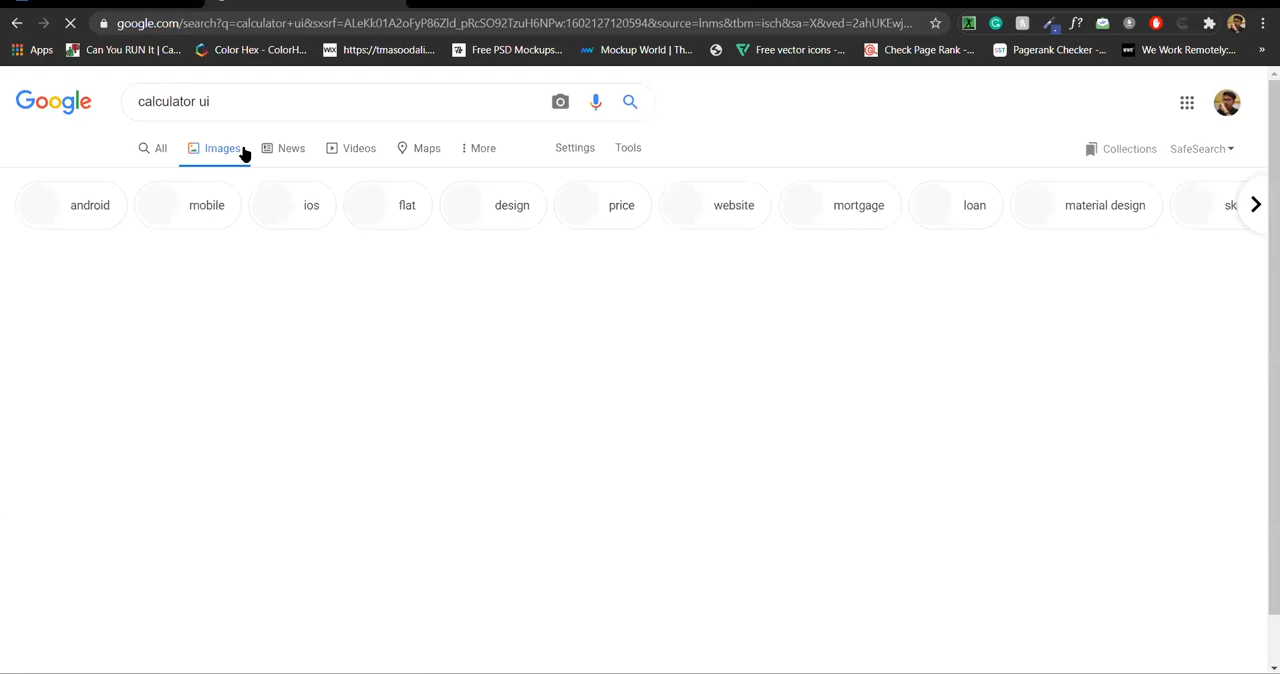 google.com/search?q=calculator+ui&sxsrf=ALeKk01A2oFyP86Zld_pRcSO92TzuH6NPw:1602127120594&source=lnms&tbm=isch&sa=X&ved=2ahUKEwj...
Apps Can You RUN It | Ca... Color Hex - ColorH... https://tmasoodali... Free PSD Mockups... Mockup World | Th... Free vector icons -... Check Page Rank -... Pagerank Checker -... We Work Remotely:... »
Google calculator ui
All Images News Videos Maps More Settings Tools Collections SafeSearch
android mobile ios flat design price website mortgage loan material design sk